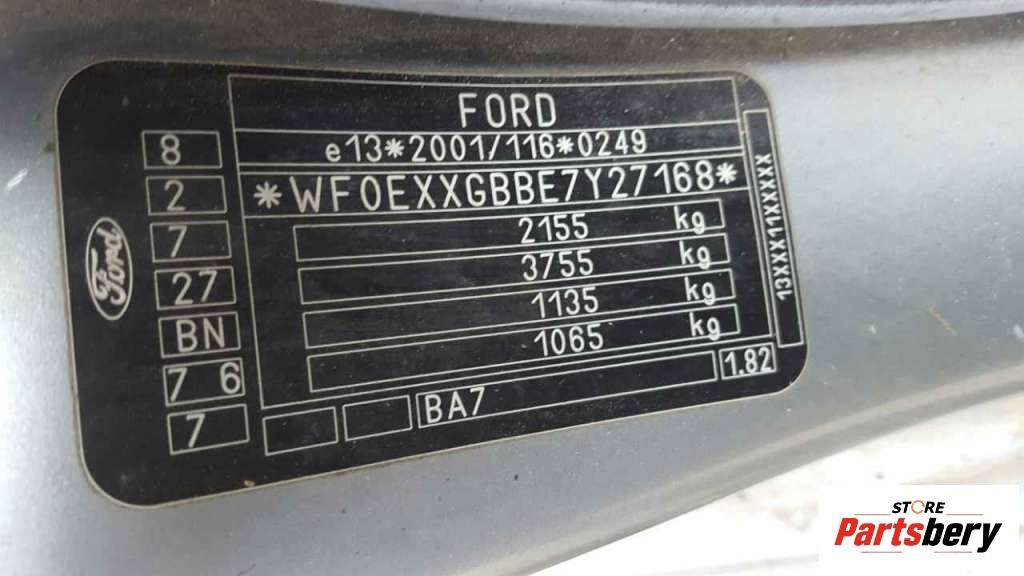 FORD
e13*2001/116*0249
*WF0EXXGBBE7Y27168*
2155 kg
3755 kg
1135 kg
1065 kg
BA7
1.82
13XXX11XXXXX
8
2
7
27
BN
7 6
7
Ford
STORE
Partsbery